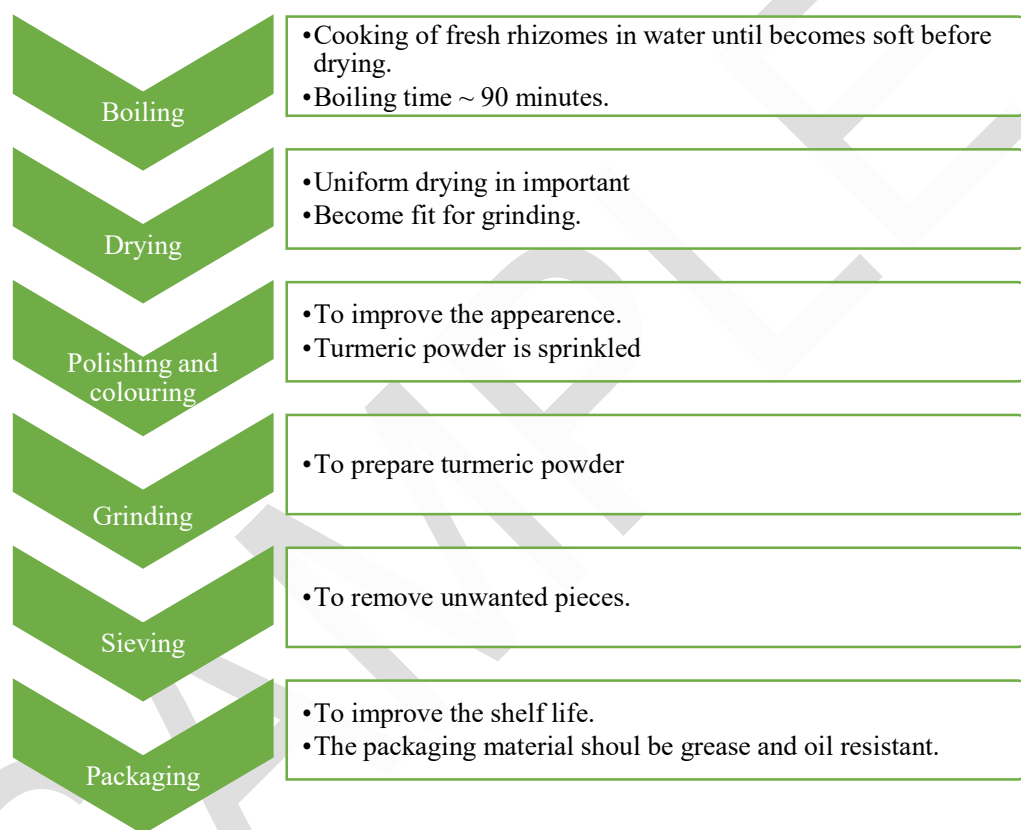 Boiling
•Cooking of fresh rhizomes in water until becomes soft before
drying.
•Boiling time ~ 90 minutes.
Drying
•Uniform drying in important
•Become fit for grinding.
Polishing and
colouring
•To improve the appearence.
•Turmeric powder is sprinkled
Grinding
•To prepare turmeric powder
Sieving
•To remove unwanted pieces.
Packaging
•To improve the shelf life.
•The packaging material shoul be grease and oil resistant.